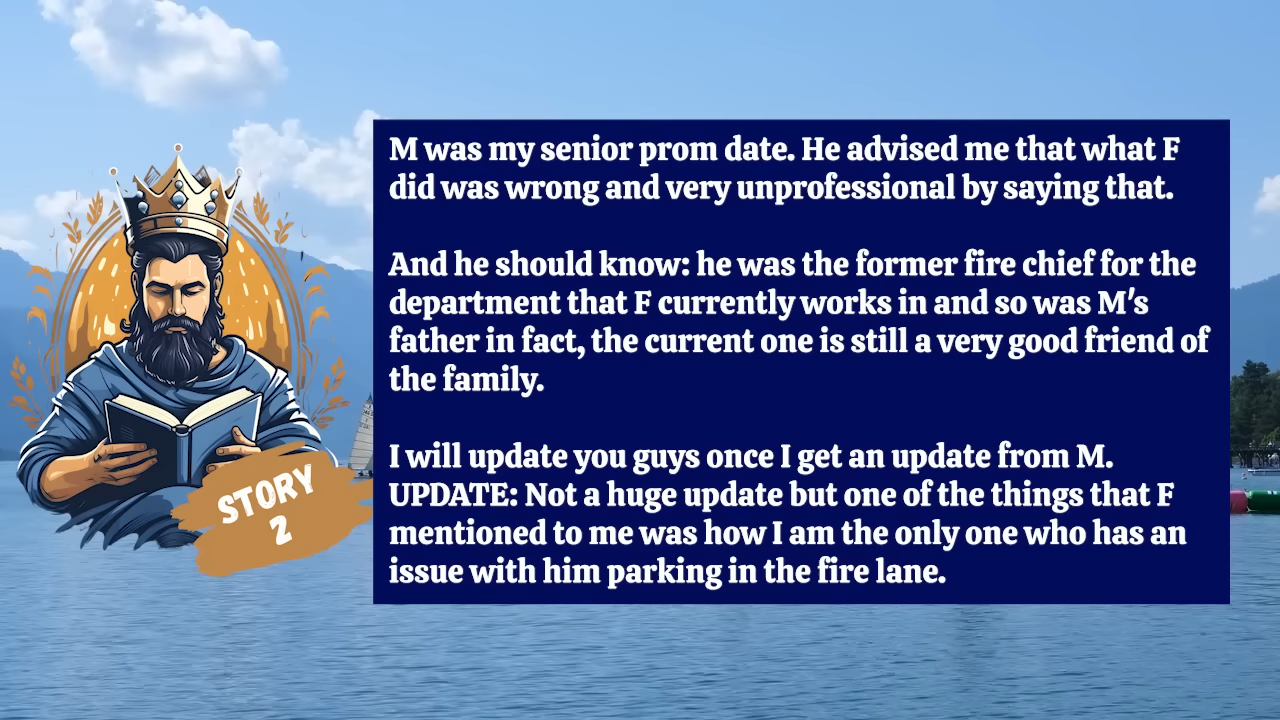 M was my senior prom date. He advised me that what F
did was wrong and very unprofessional by saying that.
And he should know: he was the former fire chief for the
department that F currently works in and so was M's
father in fact, the current one is still a very good friend of
the family.
I will update you guys once I get an update from M.
UPDATE: Not a huge update but one of the things that F
mentioned to me was how I am the only one who has an
issue with him parking in the fire lane.
STORY
2